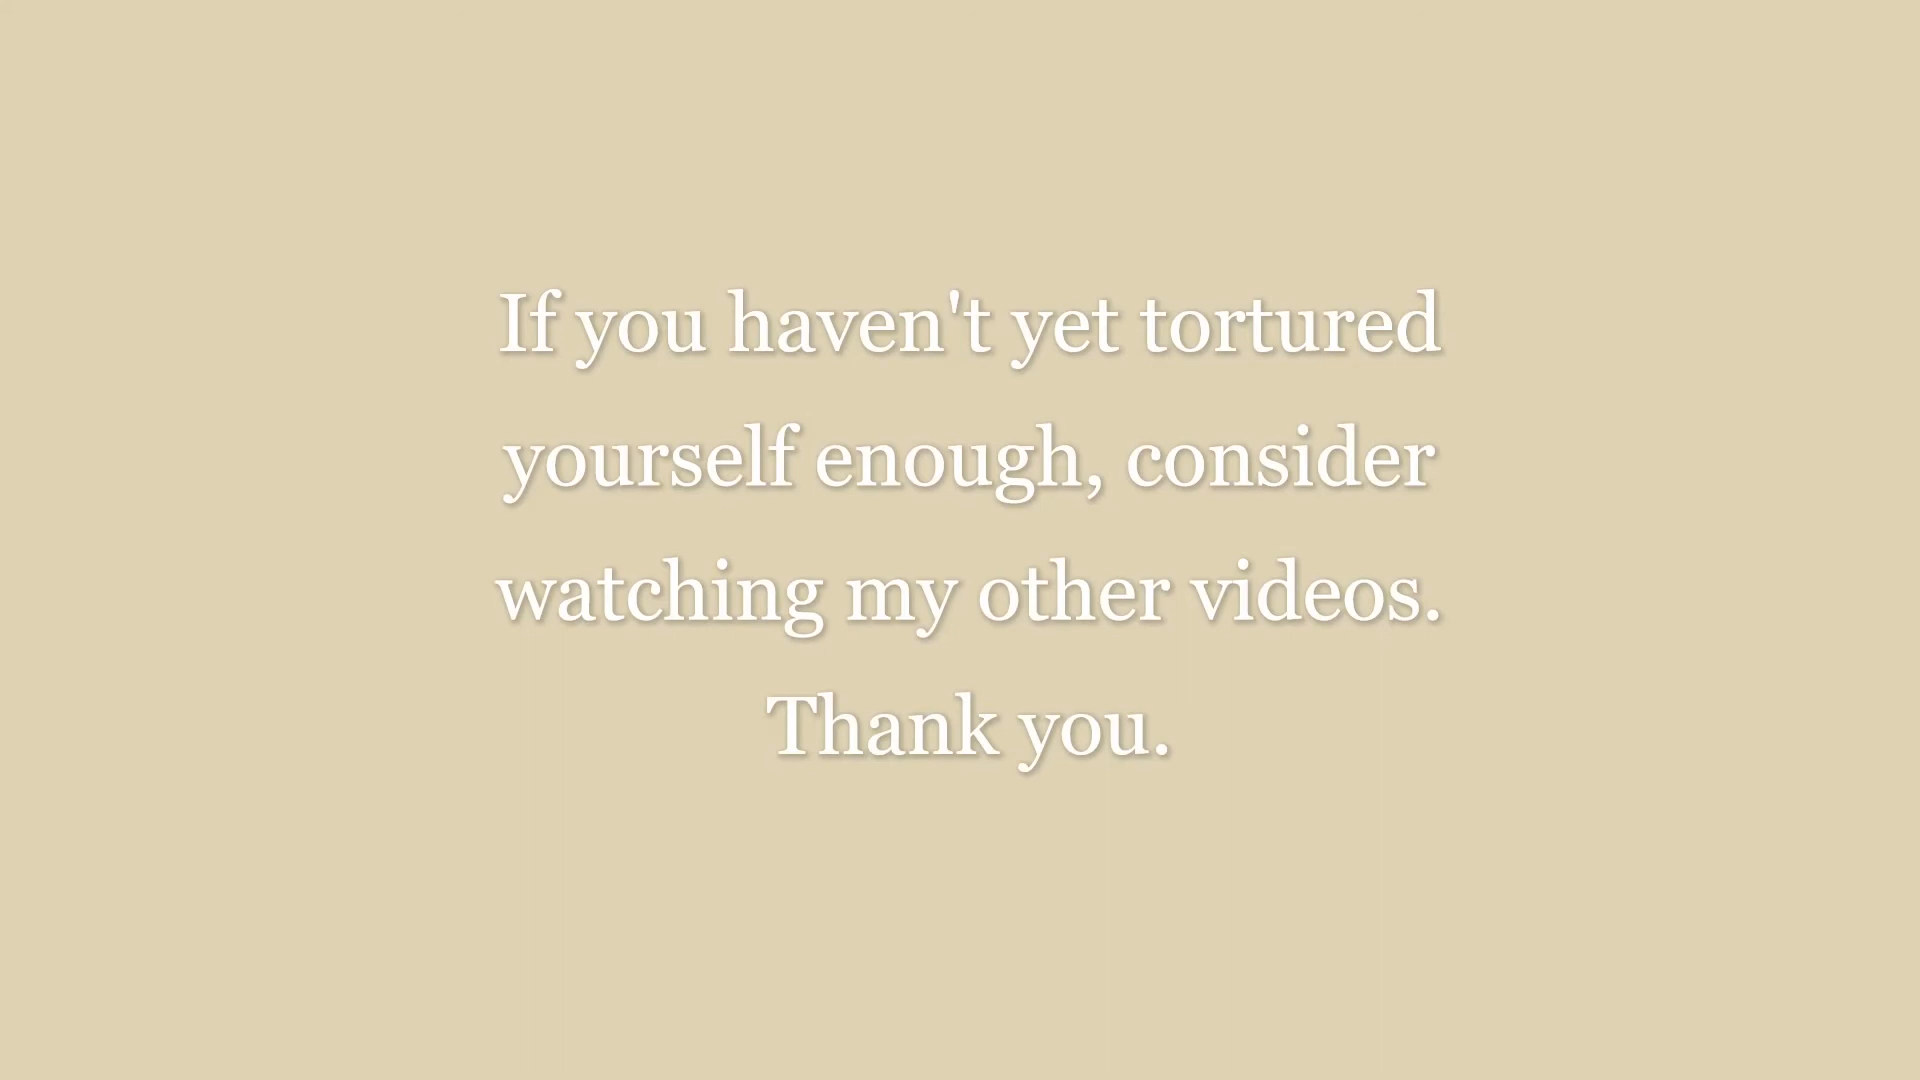 If you haven't yet tortured
yourself enough, consider
watching my other videos.
Thank you.